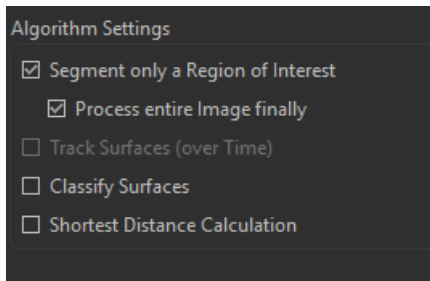 Algorithm Settings
Segment only a Region of Interest
Process entire Image finally
Track Surfaces (over Time)
Classify Surfaces
Shortest Distance Calculation